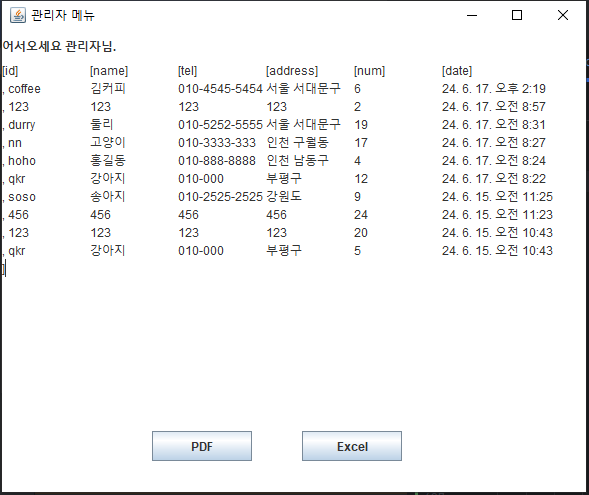 관리자 메뉴
어서오세요 관리자님.
[id] [name] [tel] [address] [num] [date]
, coffee 김커피 010-4545-5454 서울 서대문구 6 24. 6. 17. 오후 2:19
, 123 123 123 123 2 24. 6. 17. 오전 8:57
, durry 둘리 010-5252-5555 서울 서대문구 19 24. 6. 17. 오전 8:31
, nn 고양이 010-3333-333 인천 구월동 17 24. 6. 17. 오전 8:27
, hoho 홍길동 010-888-8888 인천 남동구 4 24. 6. 17. 오전 8:24
, qkr 강아지 010-000 부평구 12 24. 6. 17. 오전 8:22
, soso 송아지 010-2525-2525 강원도 9 24. 6. 15. 오전 11:25
, 456 456 456 456 24 24. 6. 15. 오전 11:23
, 123 123 123 123 20 24. 6. 15. 오전 10:43
, qkr 강아지 010-000 부평구 5 24. 6. 15. 오전 10:43
]
PDF Excel